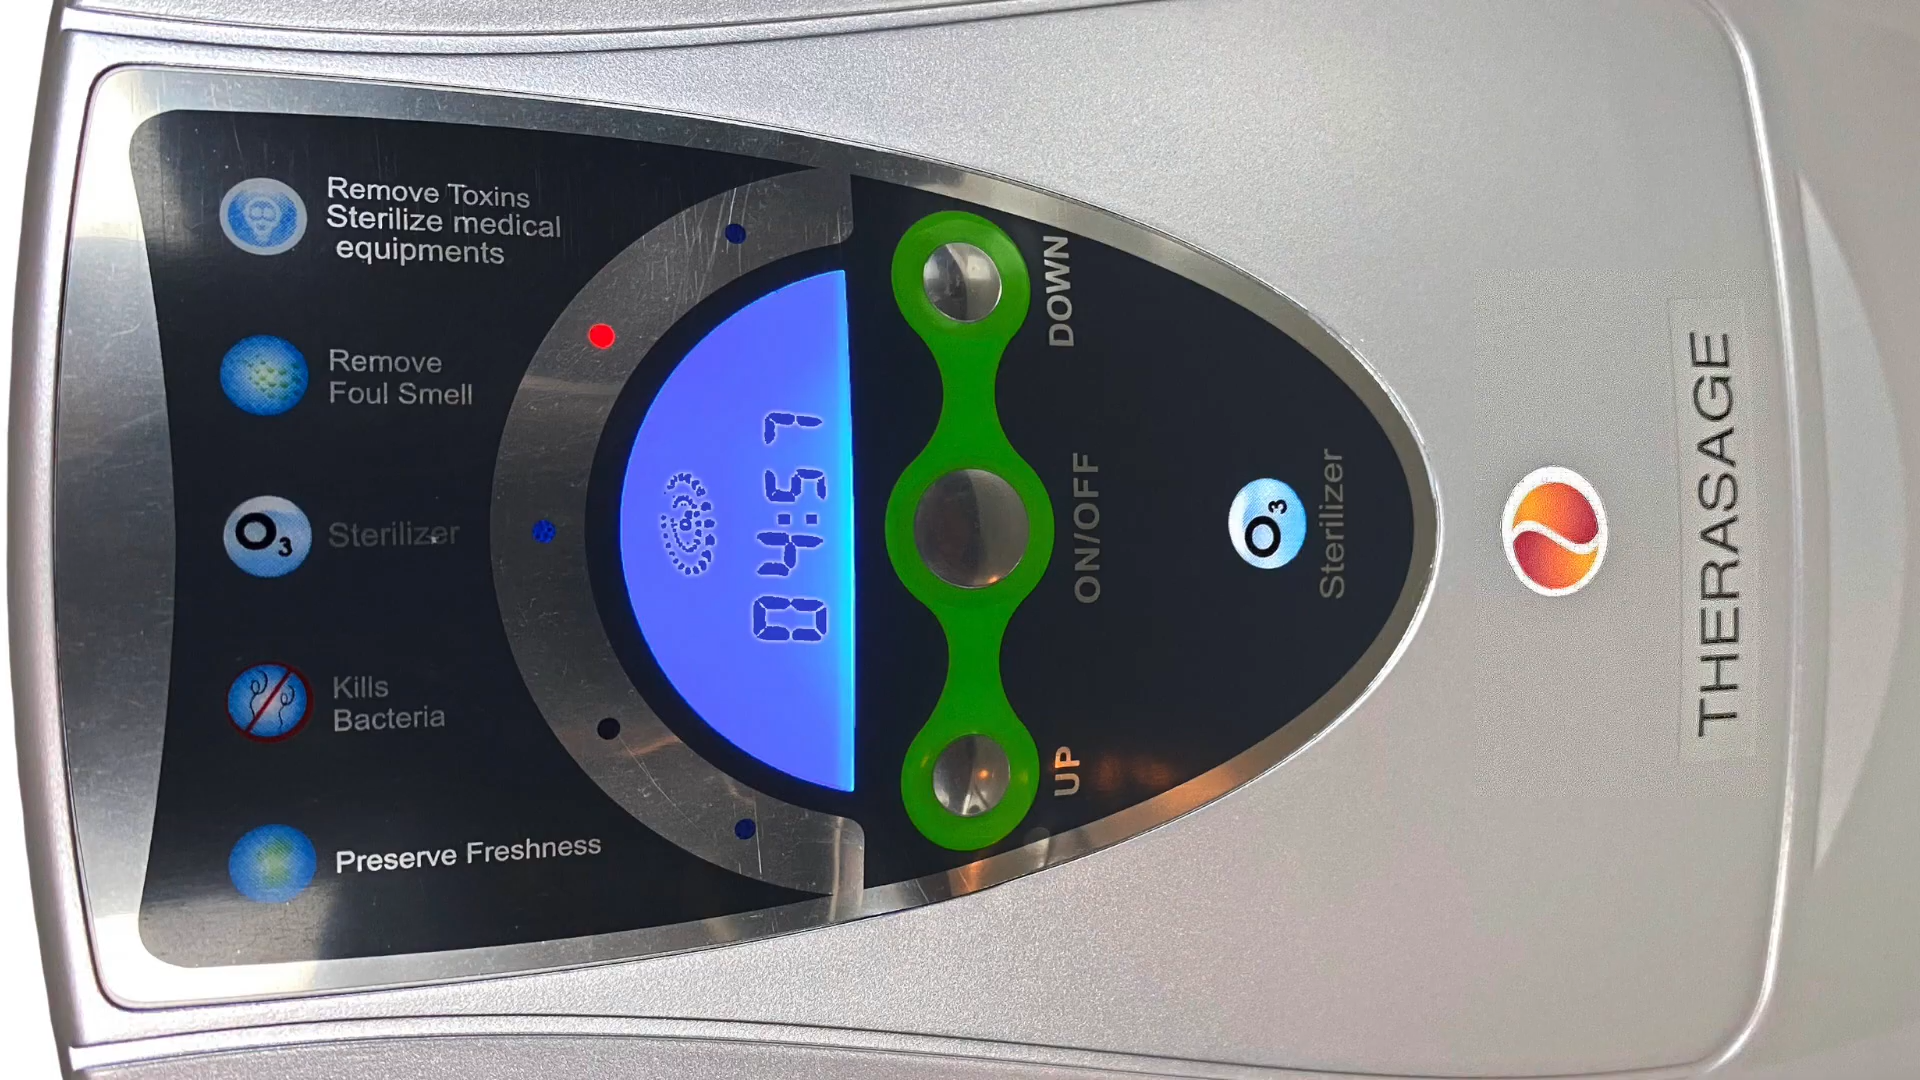 Remove Toxins
Sterilize medical
equipments
Remove
Foul Smell
O3
Sterilizer
Kills
Bacteria
Preserve Freshness
04:57
DOWN
ON/OFF
UP
O3
Sterilizer
THERASAGE